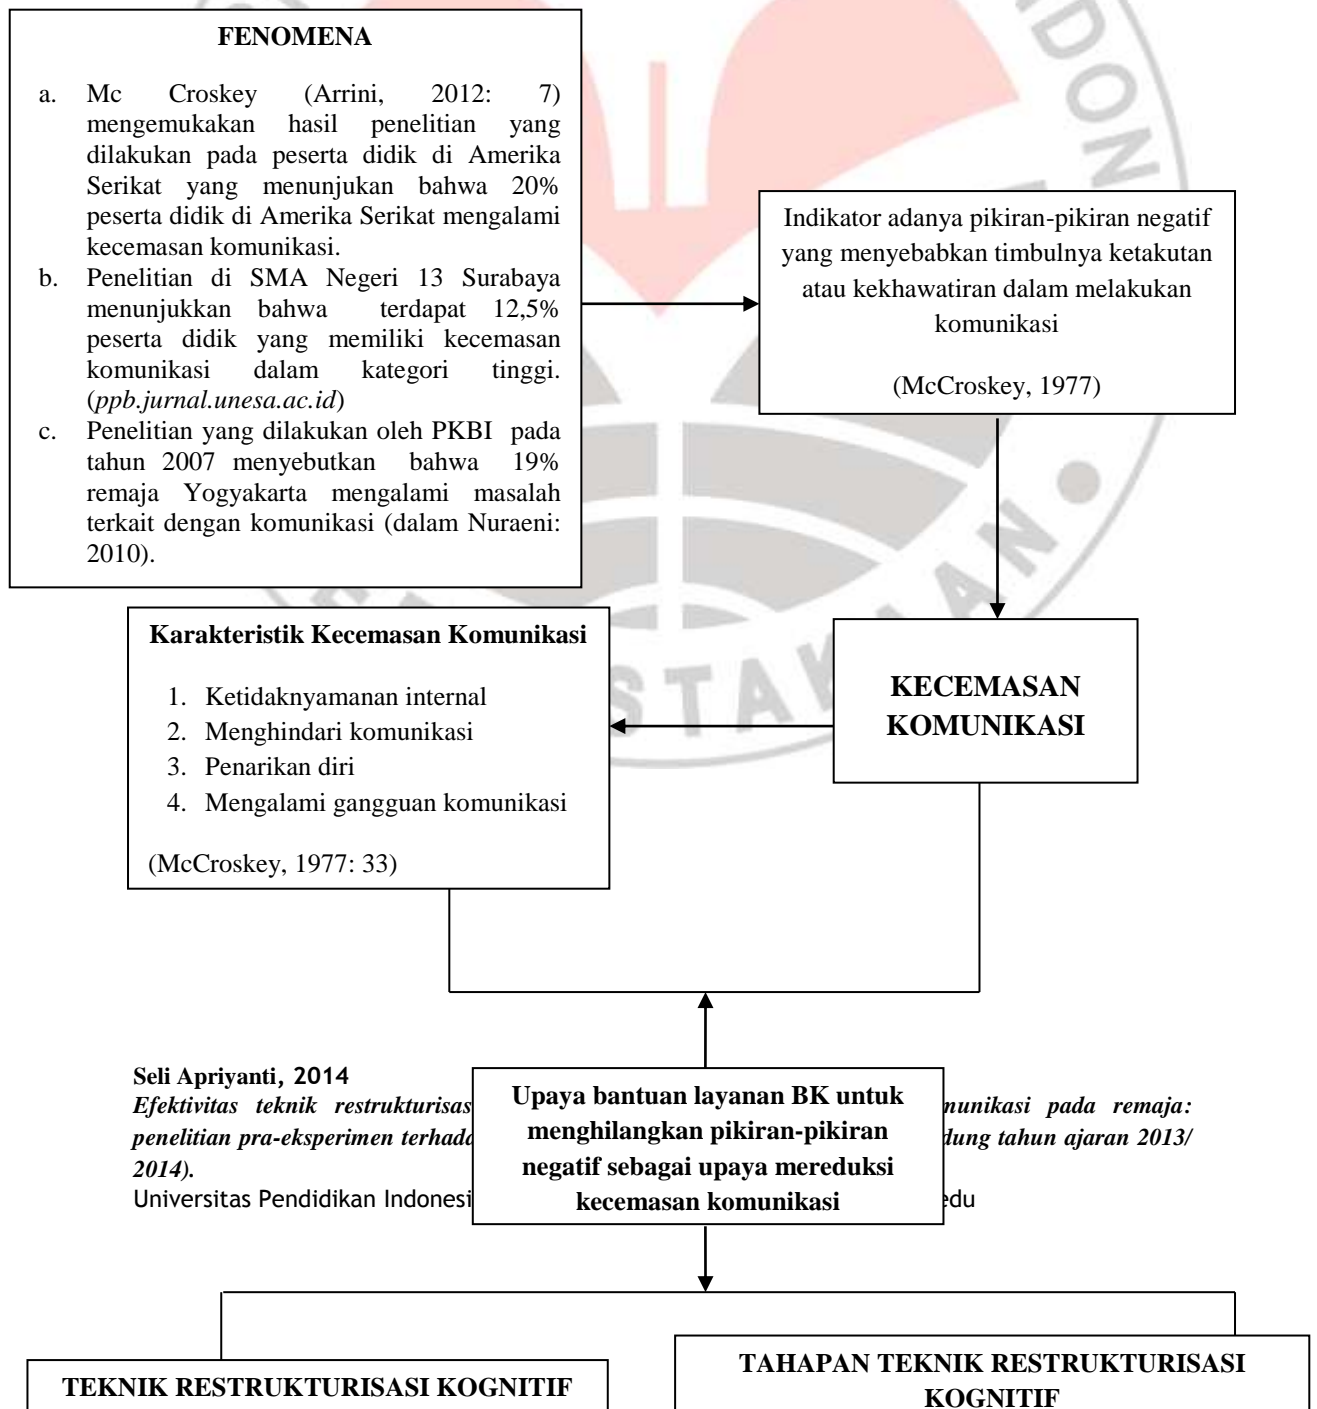 FENOMENA
a. Mc Croskey (Arrini, 2012: 7)
mengemukakan hasil penelitian yang
dilakukan pada peserta didik di Amerika
Serikat yang menunjukan bahwa 20%
peserta didik di Amerika Serikat mengalami
kecemasan komunikasi.
b. Penelitian di SMA Negeri 13 Surabaya
menunjukkan bahwa terdapat 12,5%
peserta didik yang memiliki kecemasan
komunikasi dalam kategori tinggi.
(ppb.jurnal.unesa.ac.id)
c. Penelitian yang dilakukan oleh PKBI pada
tahun 2007 menyebutkan bahwa 19%
remaja Yogyakarta mengalami masalah
terkait dengan komunikasi (dalam Nuraeni:
2010).
Indikator adanya pikiran-pikiran negatif
yang menyebabkan timbulnya ketakutan
atau kekhawatiran dalam melakukan
komunikasi
(McCroskey, 1977)
Karakteristik Kecemasan Komunikasi
1. Ketidaknyamanan internal
2. Menghindari komunikasi
3. Penarikan diri
4. Mengalami gangguan komunikasi
(McCroskey, 1977: 33)
KECEMASAN
KOMUNIKASI
Seli Apriyanti, 2014
Efektivitas teknik restrukturisas munikasi pada remaja:
penelitian pra-eksperimen terhada dung tahun ajaran 2013/
2014).
Universitas Pendidikan Indonesi edu
Upaya bantuan layanan BK untuk
menghilangkan pikiran-pikiran
negatif sebagai upaya mereduksi
kecemasan komunikasi
TEKNIK RESTRUKTURISASI KOGNITIF
TAHAPAN TEKNIK RESTRUKTURISASI
KOGNITIF